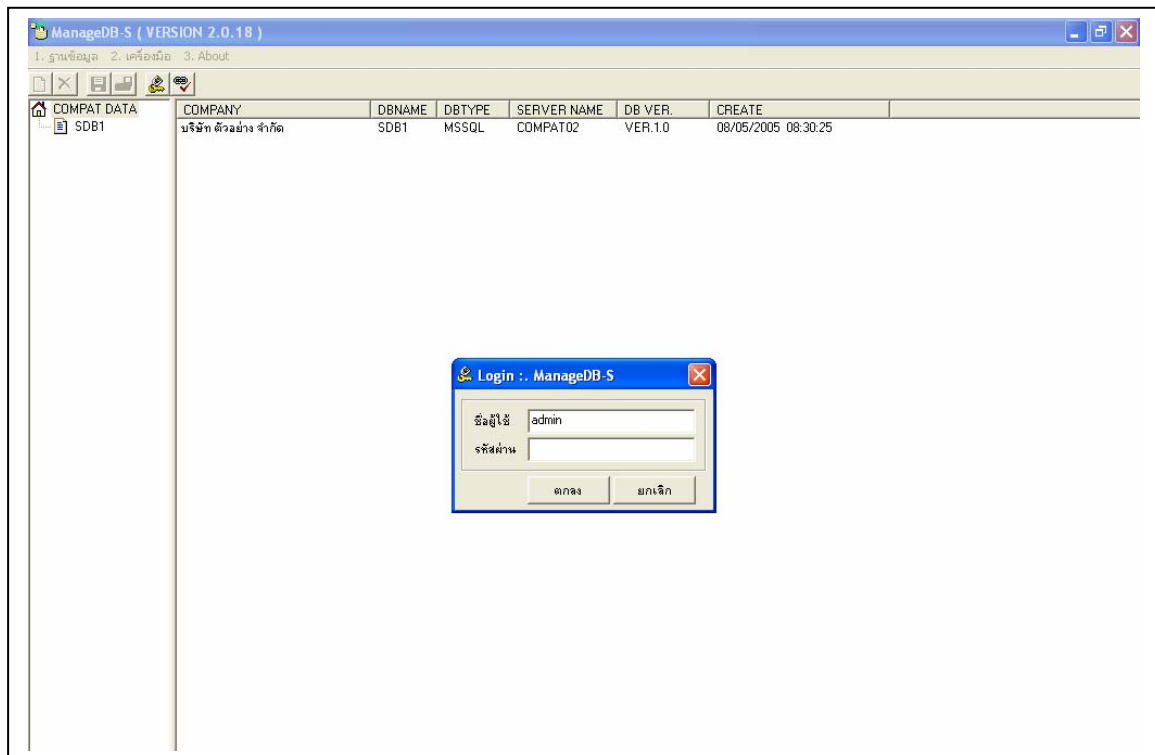 ManageDB-S ( VERSION 2.0.18 )
1. ฐานข้อมูล 2. เครื่องมือ 3. About
COMPAT DATA
SDB1
COMPANY DBNAME DBTYPE SERVER NAME DB VER. CREATE
บริษัท ตัวอย่าง จำกัด SDB1 MSSQL COMPAT02 VER.1.0 08/05/2005 08:30:25
Login :. ManageDB-S
ชื่อผู้ใช้ admin
รหัสผ่าน
ตกลง ยกเลิก